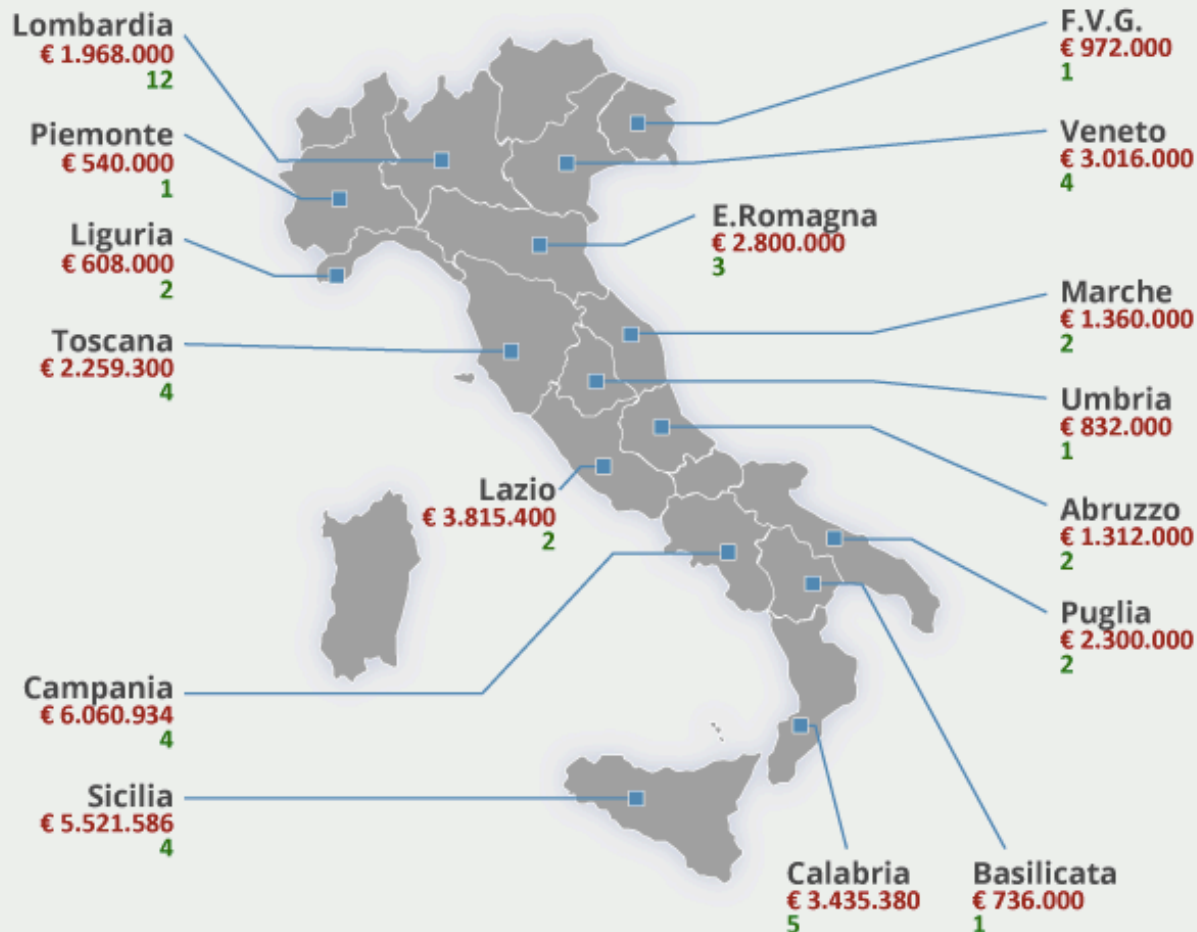 Lombardia
€ 1.968.000
12
Piemonte
€ 540.000
1
Liguria
€ 608.000
2
Toscana
€ 2.259.300
4
Lazio
€ 3.815.400
2
Campania
€ 6.060.934
4
Sicilia
€ 5.521.586
4
F.V.G.
€ 972.000
1
Veneto
€ 3.016.000
4
E.Romagna
€ 2.800.000
3
Marche
€ 1.360.000
2
Umbria
€ 832.000
1
Abruzzo
€ 1.312.000
2
Puglia
€ 2.300.000
2
Calabria
€ 3.435.380
5
Basilicata
€ 736.000
1